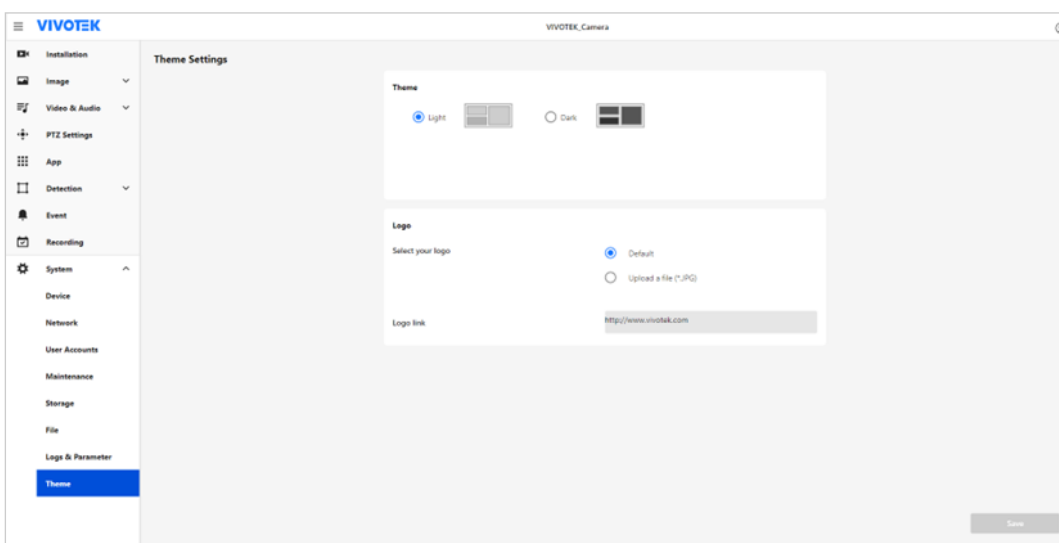 VIVOTEK
VIVOTEK_Camera
Installation
Image
Video & Audio
PTZ Settings
App
Detection
Event
Recording
System
Device
Network
User Accounts
Maintenance
Storage
File
Logs & Parameter
Theme
Theme Settings
Theme
Light
Dark
Logo
Select your logo
Default
Upload a file (*.JPG)
Logo link
http://www.vivotek.com
Save